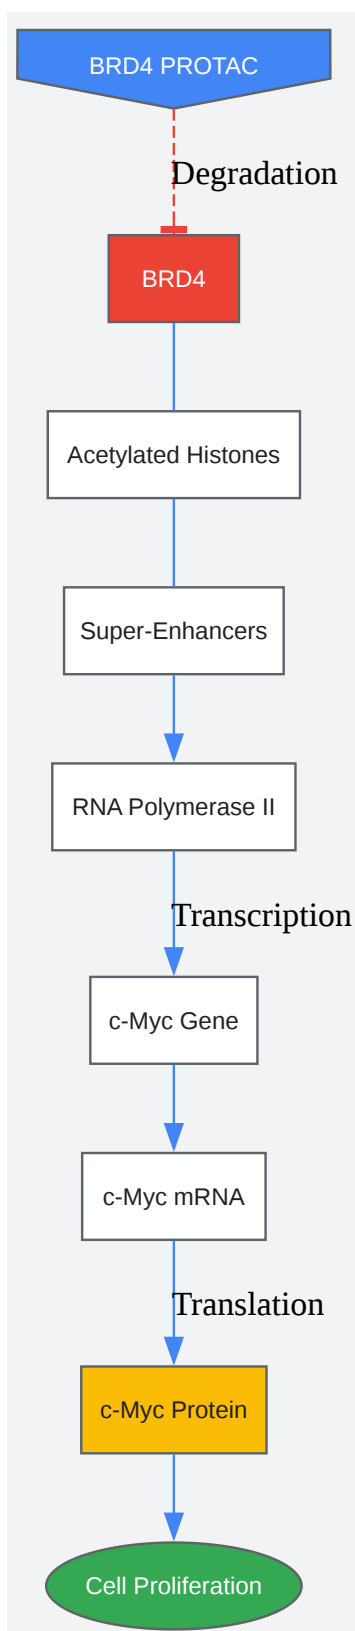 BRD4 PROTAC
Degradation
BRD4
Acetylated Histones
Super-Enhancers
RNA Polymerase II
Transcription
c-Myc Gene
c-Myc mRNA
Translation
c-Myc Protein
Cell Proliferation